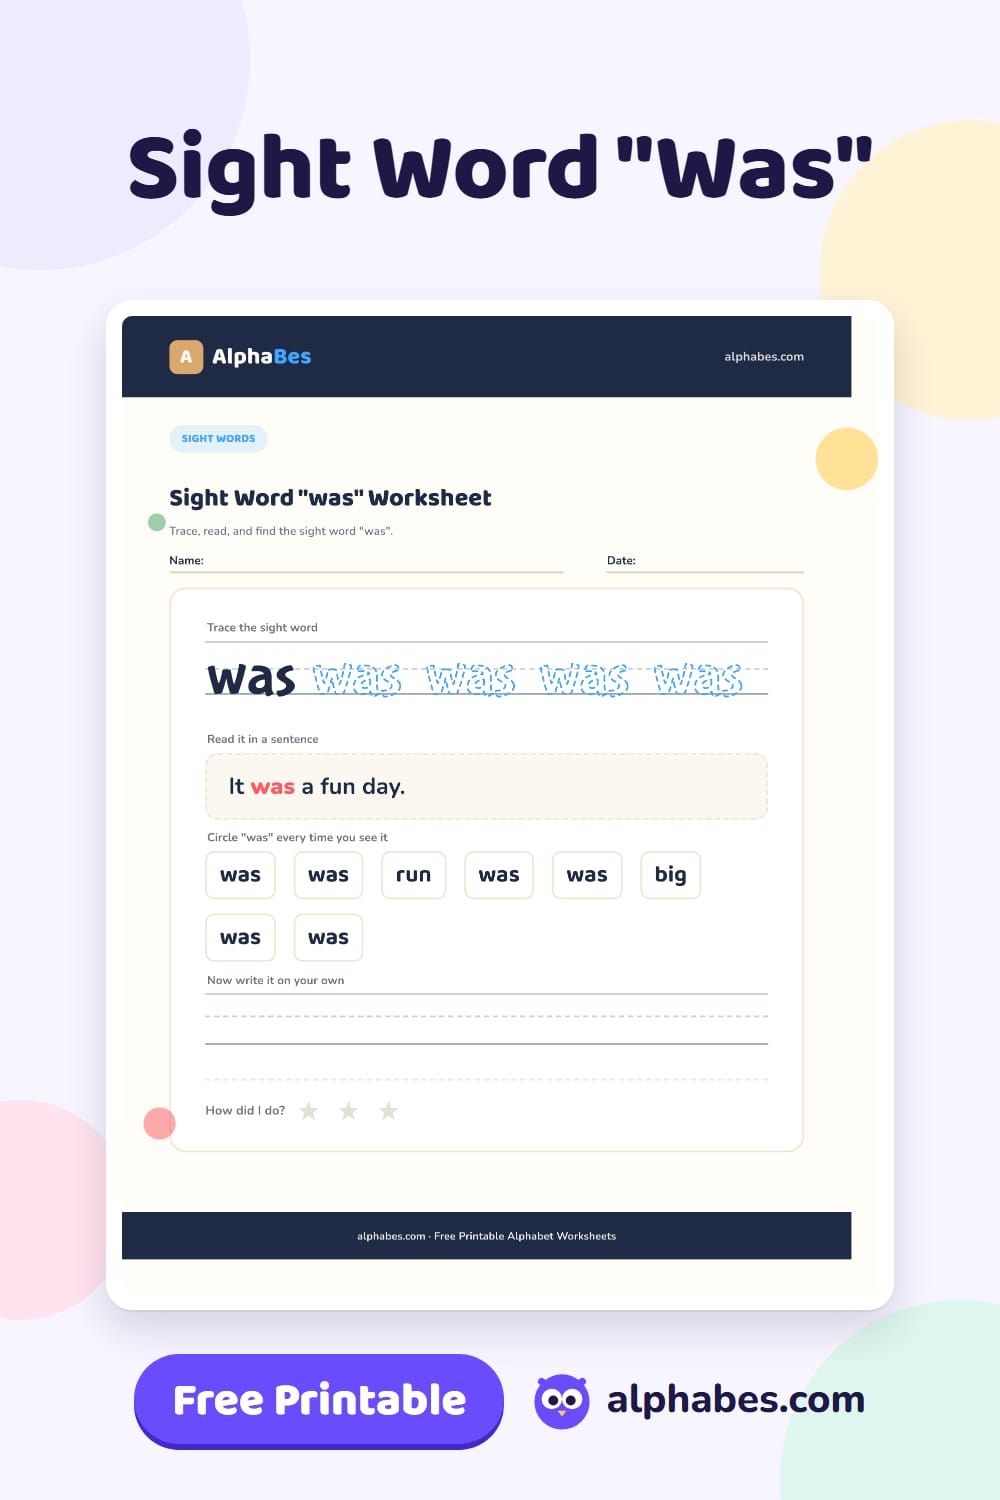 Sight Word "Was"
A AlphaBes
alphabes.com
SIGHT WORDS
Sight Word "was" Worksheet
Trace, read, and find the sight word "was".
Name: Date:
Trace the sight word
was was was was was
Read it in a sentence
It was a fun day.
Circle "was" every time you see it
was was run was was big
was was
Now write it on your own
How did I do?
alphabes.com · Free Printable Alphabet Worksheets
Free Printable
alphabes.com